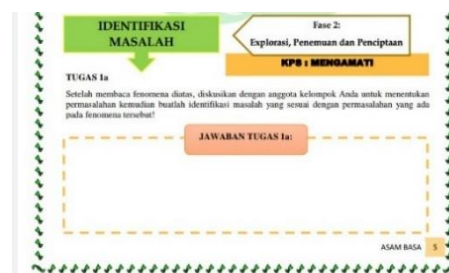 IDENTIFIKASI
MASALAH
Fase 2:
Explorasi, Penemuan dan Penciptaan
KPS : MENGAMATI
TUGAS 1a
Setelah membaca fenomena diatas, diskusikan dengan anggota kelompok Anda untuk menentukan
permasalahan kemudian buatlah identifikasi masalah yang sesuai dengan permasalahan yang ada
pada fenomena tersebut!
JAWABAN TUGAS 1a:
ASAM BASA 5